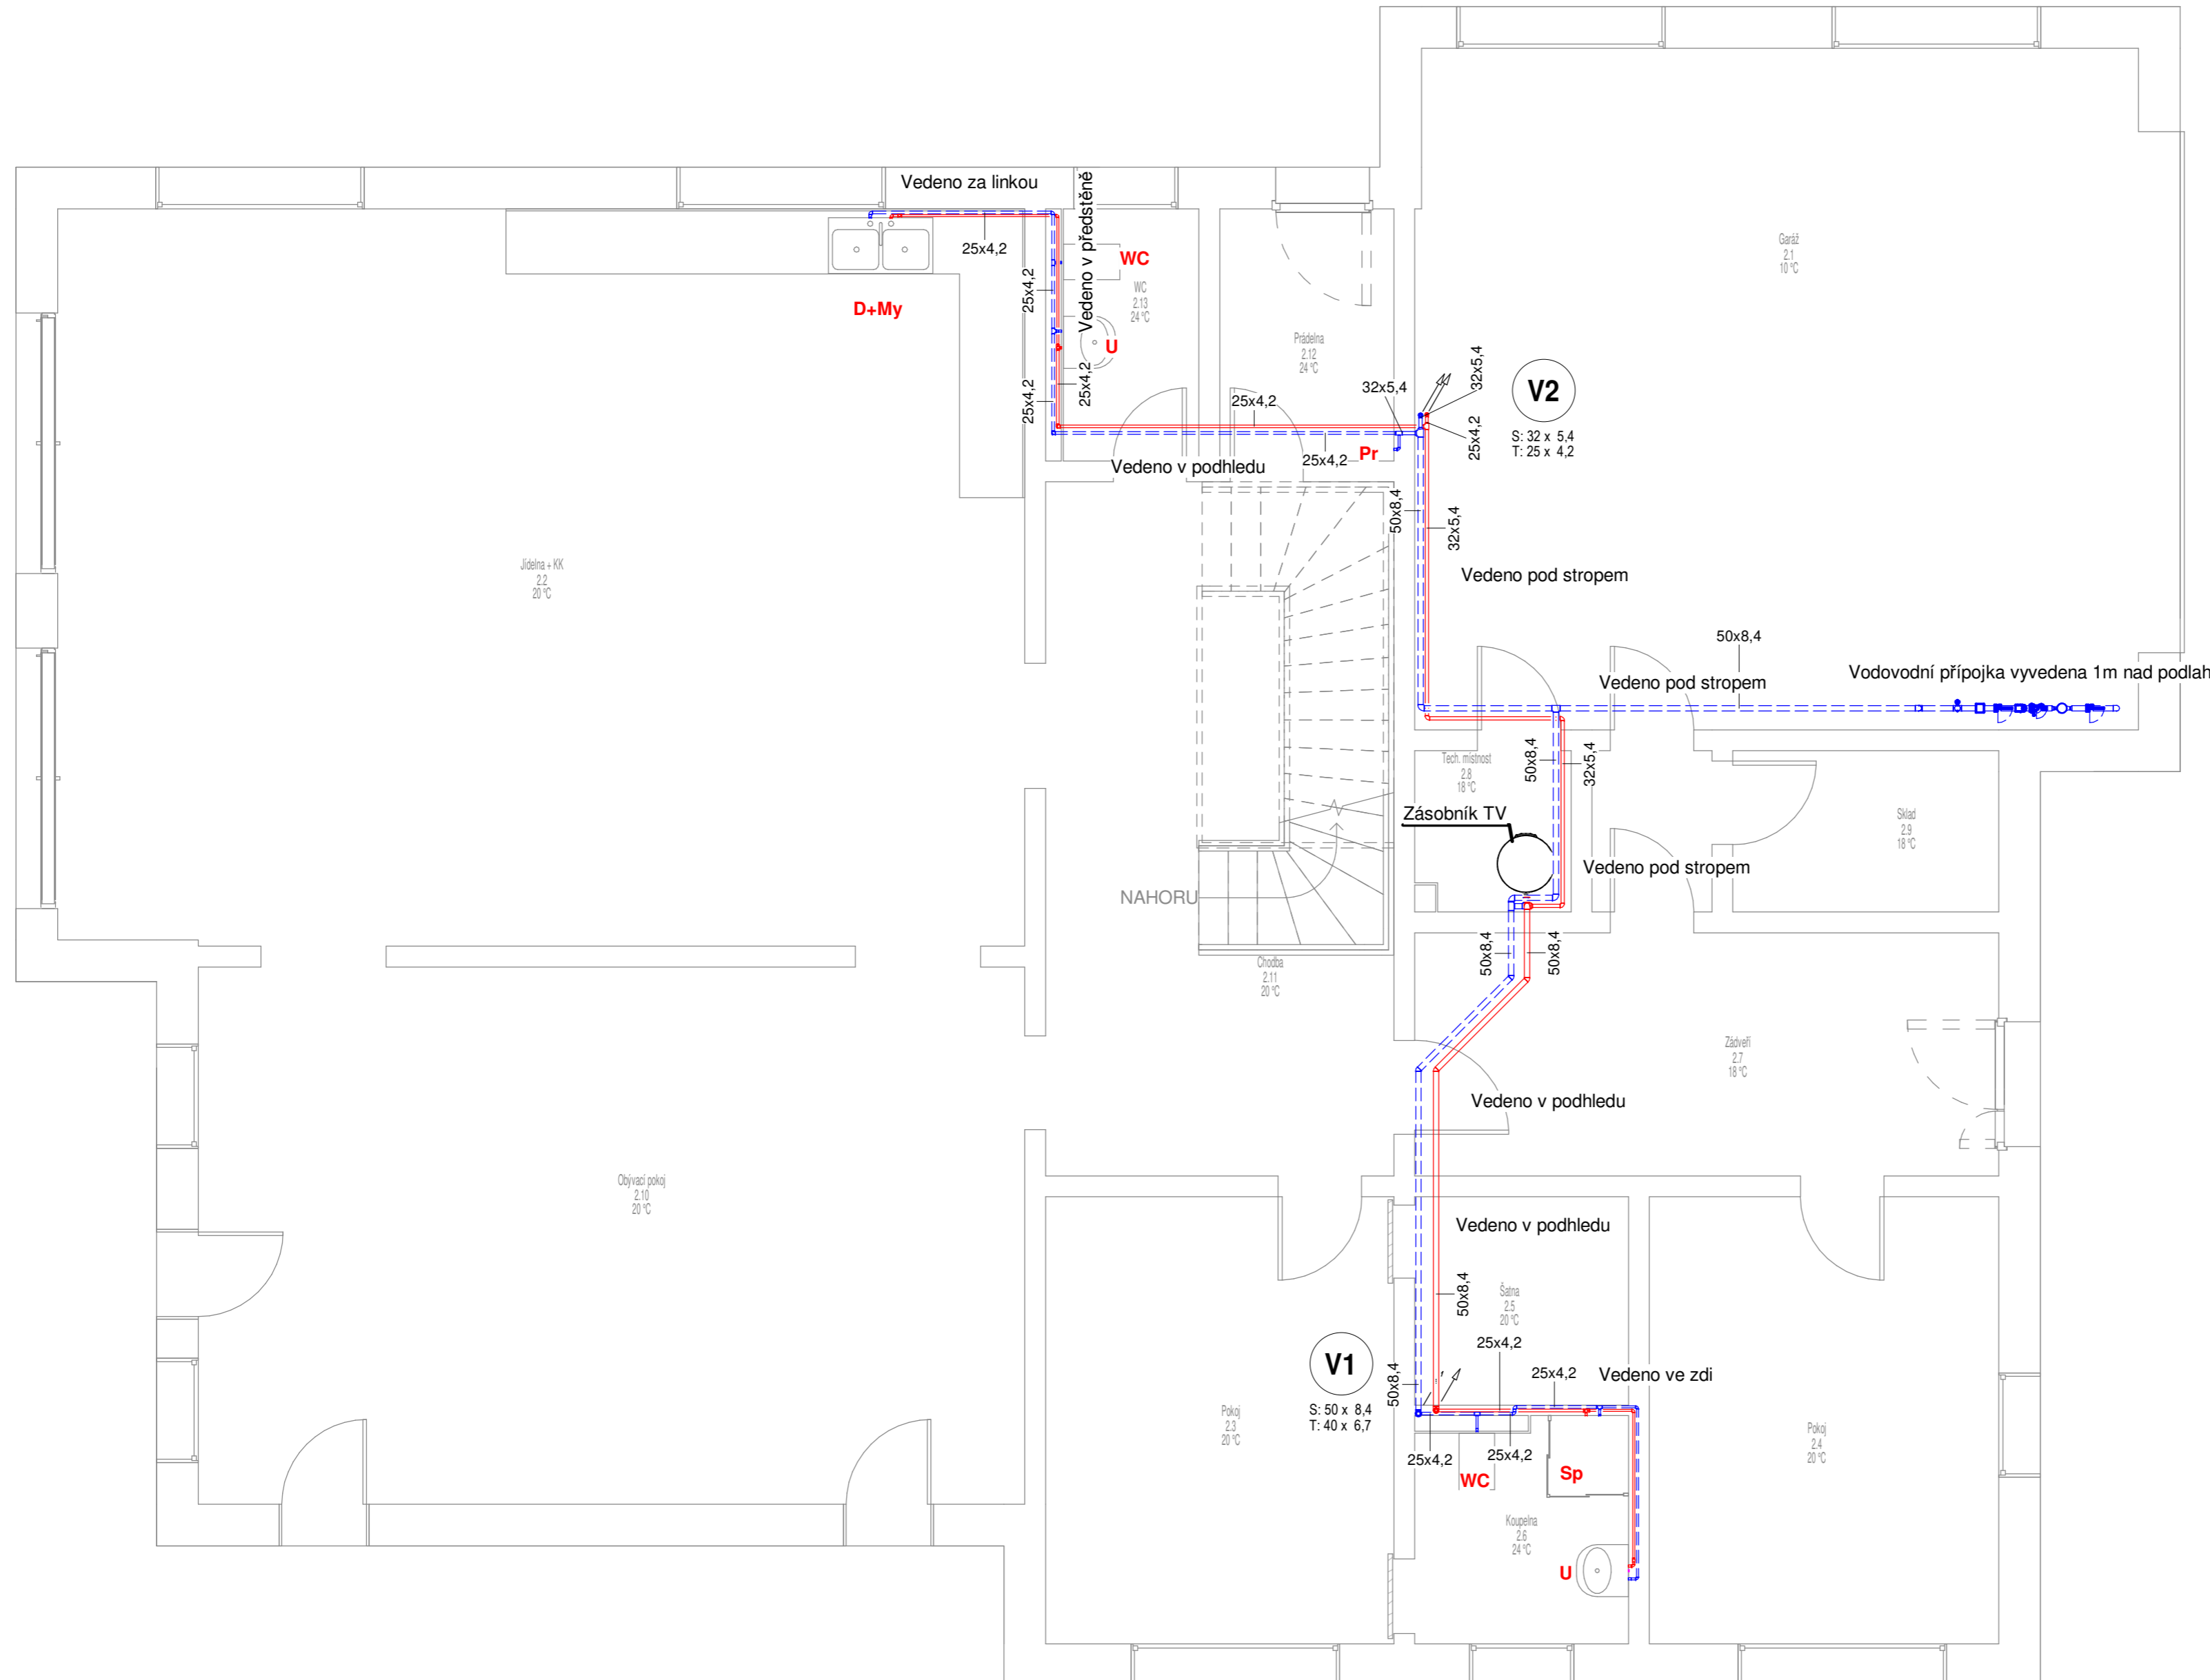 Vedeno za linkou
25x4,2
25x4,2
Vedeno v předstěně
WC
WC
2.13
24 °C
D+My
U
25x4,2
25x4,2
Garáž
2.1
10 °C
Prádelna
2.12
24 °C
32x5,4
32x5,4
25x4,2
V2
S: 32 x 5,4
T: 25 x 4,2
25x4,2
25x4,2
Pr
Vedeno v podhledu
50x8,4
32x5,4
Jídelna + KK
2.2
20 °C
Vedeno pod stropem
50x8,4
Vedeno pod stropem
Vodovodní přípojka vyvedena 1m nad podlah
Tech. místnost
2.8
18 °C
50x8,4
32x5,4
Zásobník TV
Sklad
2.9
18 °C
Vedeno pod stropem
NAHORU
50x8,4
50x8,4
Chodba
2.11
20 °C
Zádveří
2.7
18 °C
Vedeno v podhledu
Obývací pokoj
2.10
20 °C
Vedeno v podhledu
50x8,4
Šatna
2.5
20 °C
V1
S: 50 x 8,4
T: 40 x 6,7
50x8,4
25x4,2
25x4,2
Vedeno ve zdi
Pokoj
2.3
20 °C
25x4,2
25x4,2
WC
Sp
Pokoj
2.4
20 °C
Koupelna
2.6
24 °C
U